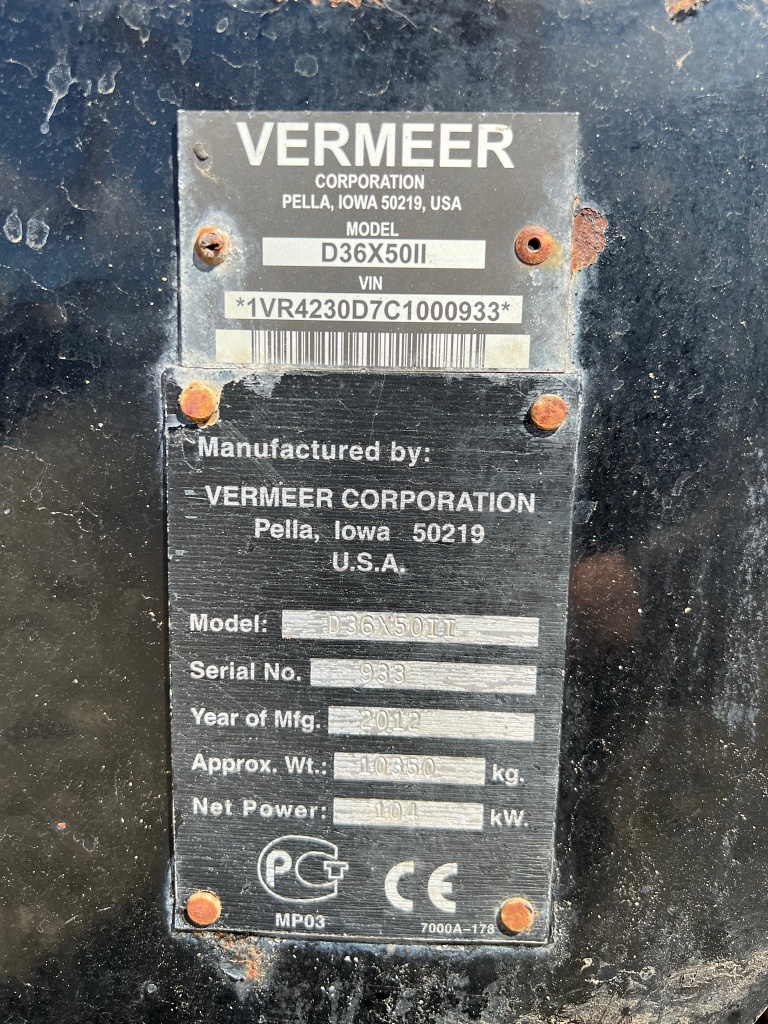 VERMEER
CORPORATION
PELLA, IOWA 50219, USA
MODEL
D36X50II
VIN
*1VR4230D7C1000933*
Manufactured by:
VERMEER CORPORATION
Pella, Iowa 50219
U.S.A.
Model: D36X50II
Serial No. 933
Year of Mfg. 2012
Approx. Wt.: 10350 kg.
Net Power: 104 kW.
PCT CE
MP03 7000A-178